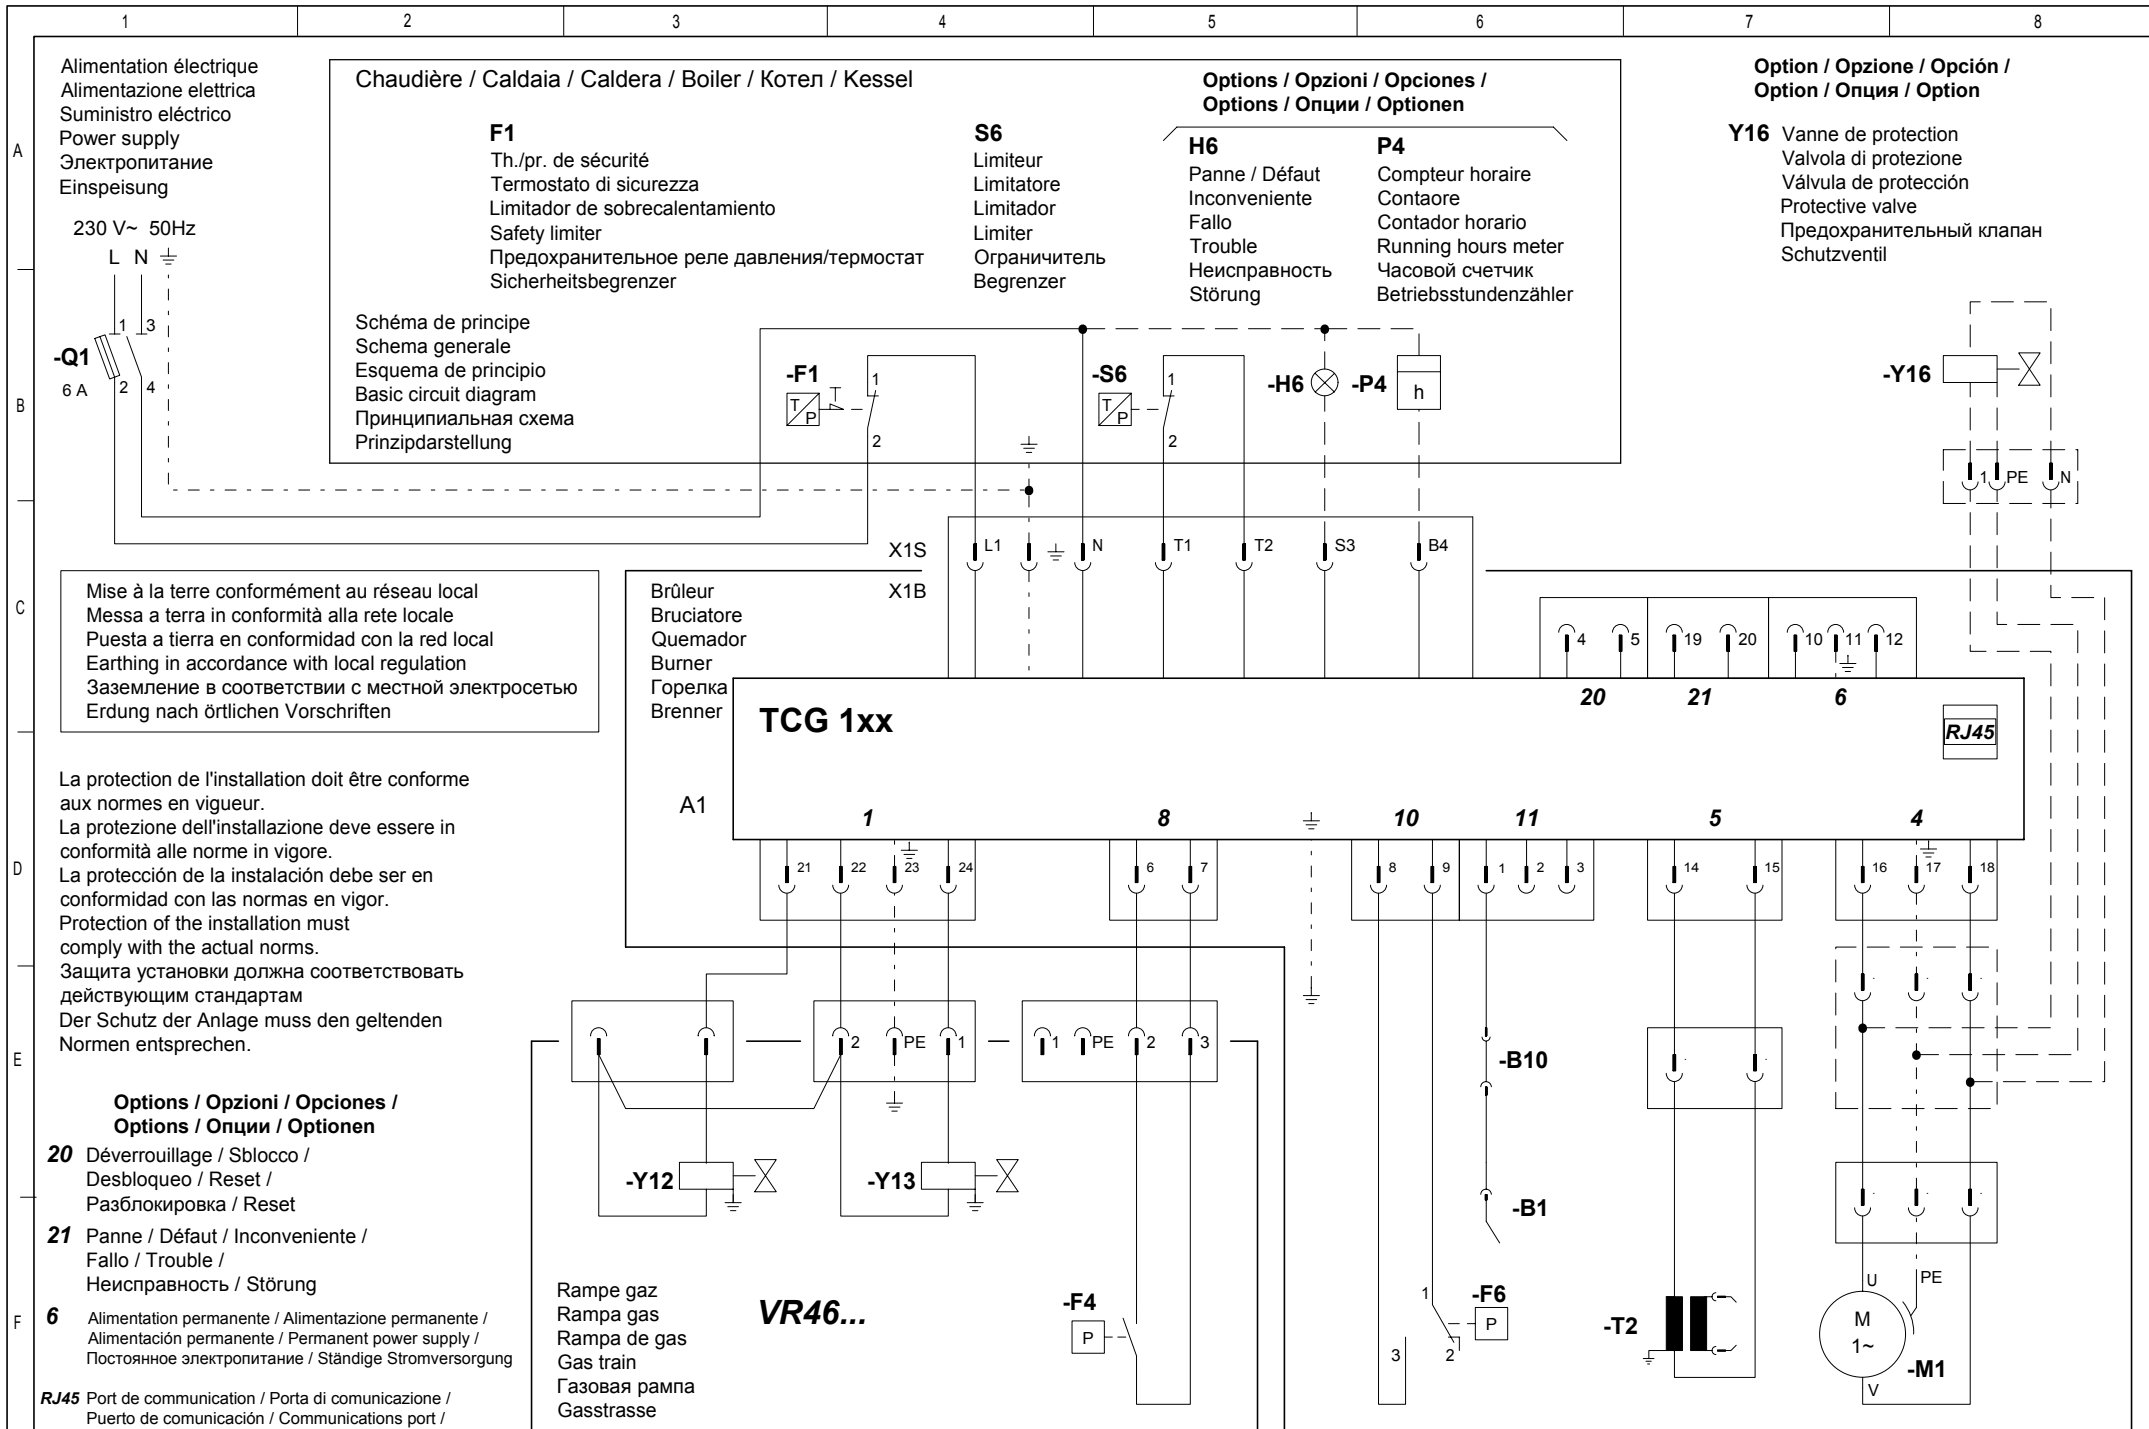 1 2 3 4 5 6 7 8
A
B
C
D
E
F
Alimentation électrique
Alimentazione elettrica
Suministro eléctrico
Power supply
Электропитание
Einspeisung
230 V~ 50Hz
L N
1 3
-Q1
6 A
2 4
Chaudière / Caldaia / Caldera / Boiler / Котел / Kessel
F1
Th./pr. de sécurité
Termostato di sicurezza
Limitador de sobrecalentamiento
Safety limiter
Предохранительное реле давления/термостат
Sicherheitsbegrenzer
S6
Limiteur
Limitatore
Limitador
Limiter
Ограничитель
Begrenzer
Options / Opzioni / Opciones /
Options / Опции / Optionen
H6
Panne / Défaut
Inconveniente
Fallo
Trouble
Неисправность
Störung
P4
Compteur horaire
Contaore
Contador horario
Running hours meter
Часовой счетчик
Betriebsstundenzähler
Schéma de principe
Schema generale
Esquema de principio
Basic circuit diagram
Принципиальная схема
Prinzipdarstellung
-F1
T/P
1
2
-S6
T/P
1
2
-H6
-P4
h
Option / Opzione / Opción /
Option / Опция / Option
Y16 Vanne de protection
Valvola di protezione
Válvula de protección
Protective valve
Предохранительный клапан
Schutzventil
-Y16
1 PE N
X1S
L1 N T1 T2 S3 B4
X1B
Mise à la terre conformément au réseau local
Messa a terra in conformità alla rete locale
Puesta a tierra en conformidad con la red local
Earthing in accordance with local regulation
Заземление в соответствии с местной электросетью
Erdung nach örtlichen Vorschriften
Brûleur
Bruciatore
Quemador
Burner
Горелка
Brenner
4 5 19 20 10 11 12
20 21 6
TCG 1xx
RJ45
A1
1 8 10 11 5 4
21 22 23 24 6 7 8 9 1 2 3 14 15 16 17 18
La protection de l'installation doit être conforme
aux normes en vigueur.
La protezione dell'installazione deve essere in
conformità alle norme in vigore.
La protección de la instalación debe ser en
conformidad con las normas en vigor.
Protection of the installation must
comply with the actual norms.
Защита установки должна соответствовать
действующим стандартам
Der Schutz der Anlage muss den geltenden
Normen entsprechen.
2 PE 1 1 PE 2 3
-B10
-B1
-Y12
-Y13
Options / Opzioni / Opciones /
Options / Опции / Optionen
20 Déverrouillage / Sblocco /
Desbloqueo / Reset /
Разблокировка / Reset
21 Panne / Défaut / Inconveniente /
Fallo / Trouble /
Неисправность / Störung
6 Alimentation permanente / Alimentazione permanente /
Alimentación permanente / Permanent power supply /
Постоянное электропитание / Ständige Stromversorgung
RJ45 Port de communication / Porta di comunicazione /
Puerto de comunicación / Communications port /
Rampe gaz
Rampa gas
Rampa de gas
Gas train
Газовая рампа
Gasstrasse
VR46...
-F4
P
1
-F6
P
3 2
-T2
U PE
M
1~
-M1
V